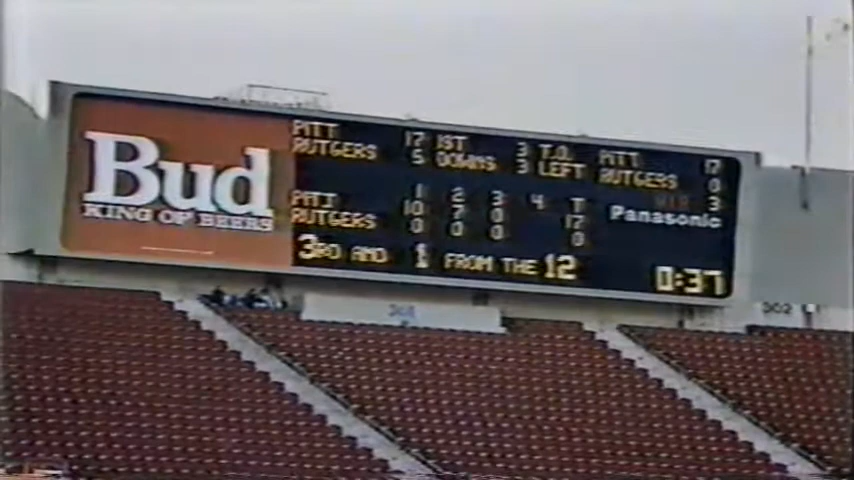 Bud
KING OF BEERS
PITT 17 1ST 3 T.O. PITT 17
RUTGERS 5 DOWNS 3 LEFT RUTGERS 0
1 2 3 4 T 3
PITT 10 7 0 17 Panasonic
RUTGERS 0 0 0 0
3RD AND 1 FROM THE 12 0:37
302